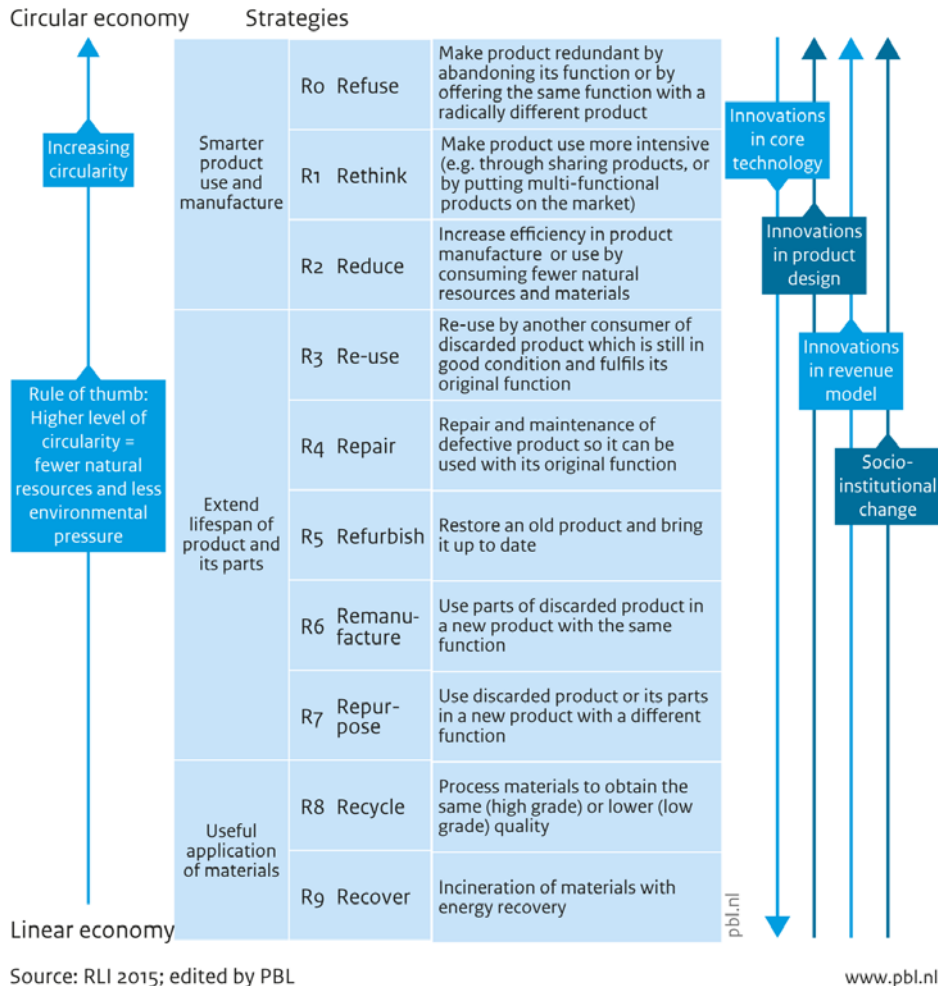 Circular economy
Strategies
Increasing
circularity
Rule of thumb:
Higher level of
circularity =
fewer natural
resources and less
environmental
pressure
Linear economy
Smarter
product
use and
manufacture
R0 Refuse
Make product redundant by
abandoning its function or by
offering the same function with a
radically different product
R1 Rethink
Make product use more intensive
(e.g. through sharing products, or
by putting multi-functional
products on the market)
R2 Reduce
Increase efficiency in product
manufacture or use by
consuming fewer natural
resources and materials
Extend
lifespan of
product and
its parts
R3 Re-use
Re-use by another consumer of
discarded product which is still in
good condition and fulfils its
original function
R4 Repair
Repair and maintenance of
defective product so it can be
used with its original function
R5 Refurbish
Restore an old product and bring
it up to date
R6 Remanu-
facture
Use parts of discarded product in
a new product with the same
function
R7 Repur-
pose
Use discarded product or its parts
in a new product with a different
function
Useful
application
of materials
R8 Recycle
Process materials to obtain the
same (high grade) or lower (low
grade) quality
R9 Recover
Incineration of materials with
energy recovery
Innovations
in core
technology
Innovations
in product
design
Innovations
in revenue
model
Socio-
institutional
change
pbl.nl
Source: RLI 2015; edited by PBL
www.pbl.nl